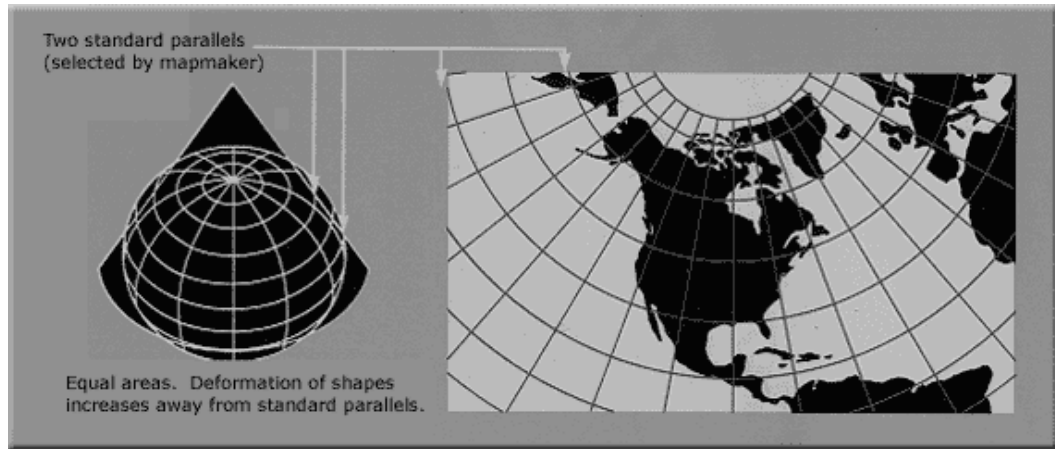 Two standard parallels
(selected by mapmaker)
Equal areas.  Deformation of shapes
increases away from standard parallels.